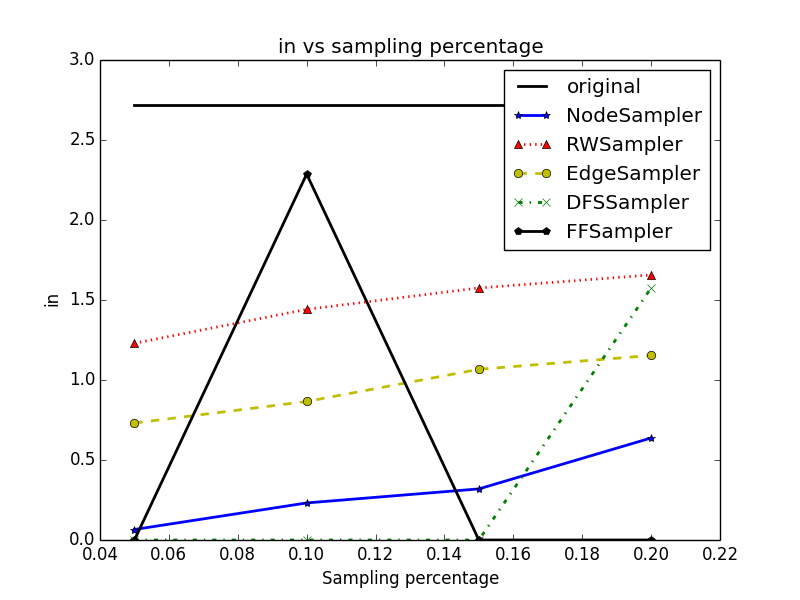 in vs sampling percentage
3.0
2.5
2.0
1.5
1.0
0.5
0.0
in
original
NodeSampler
RWSampler
EdgeSampler
DFSSampler
FFSampler
0.04 0.06 0.08 0.10 0.12 0.14 0.16 0.18 0.20 0.22
Sampling percentage